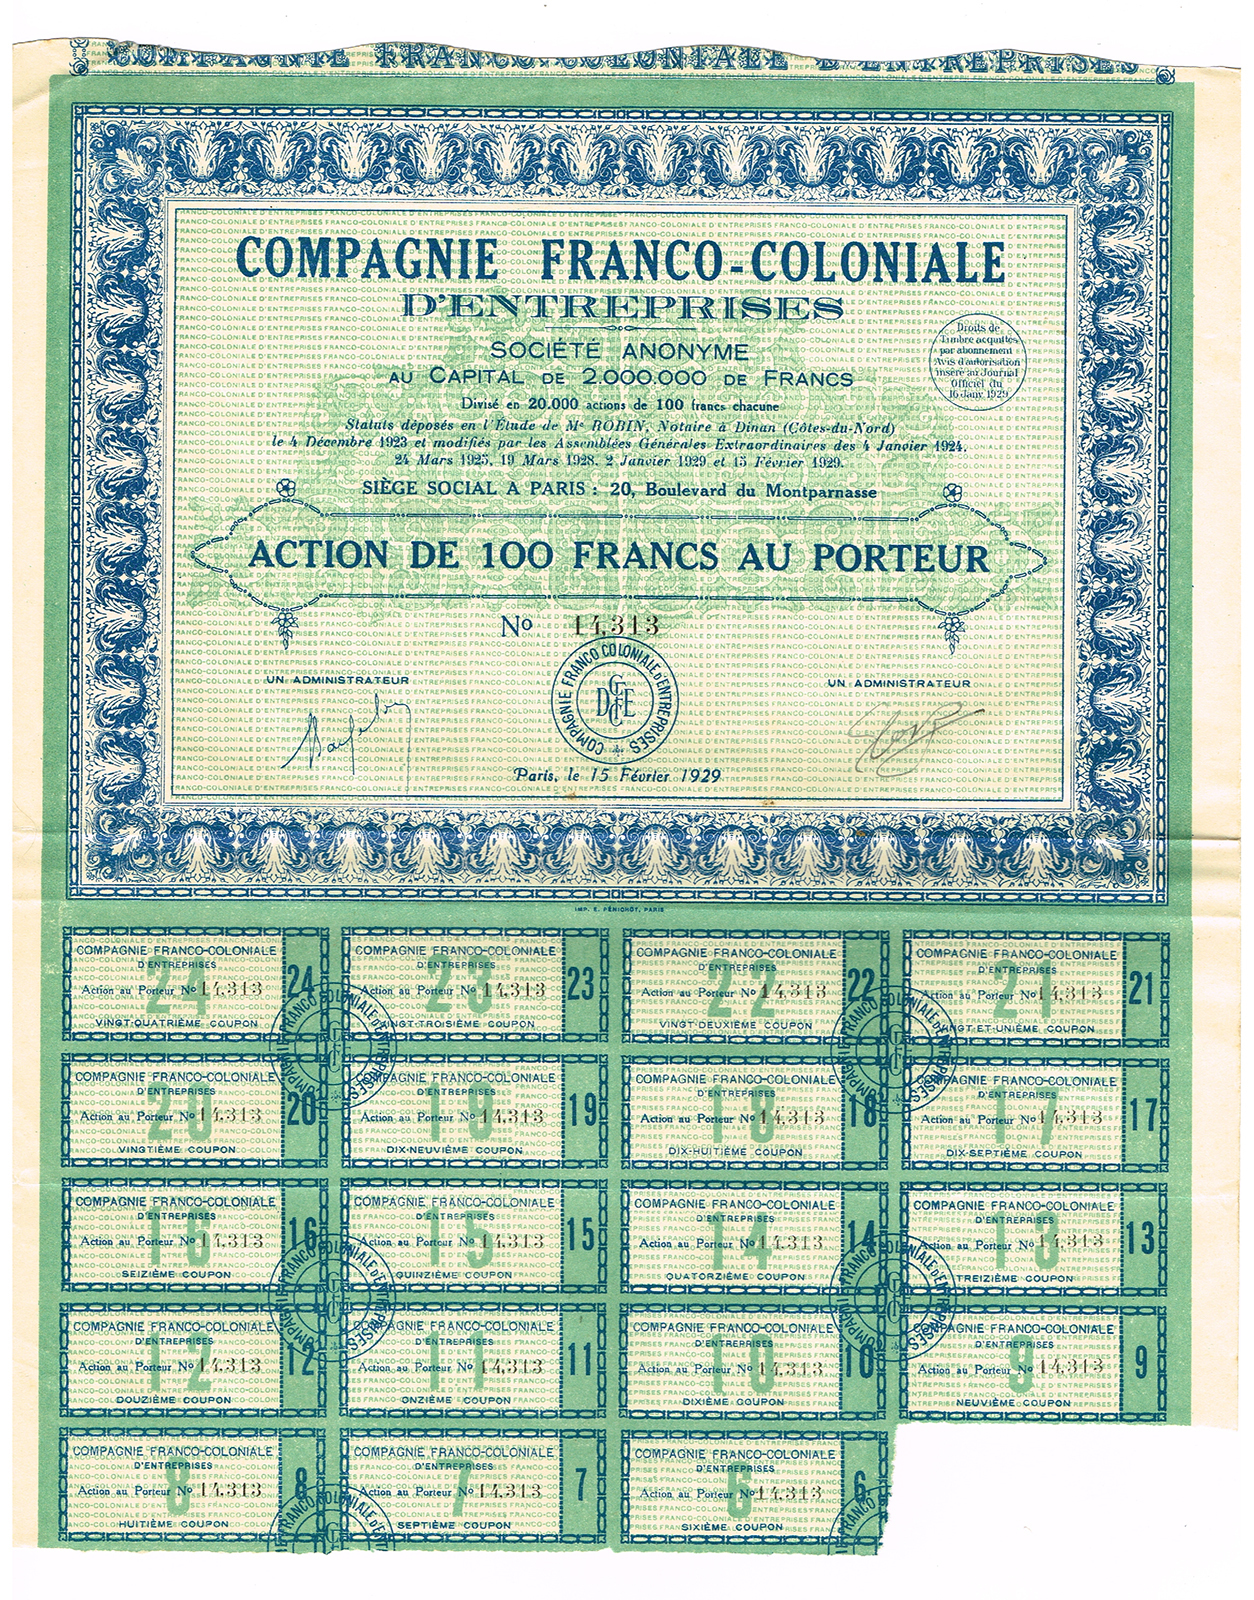 COMPAGNIE FRANCO-COLONIALE D'ENTREPRISES
COMPAGNIE FRANCO-COLONIALE
D'ENTREPRISES
SOCIÉTÉ ANONYME
AU CAPITAL DE 2.000.000 DE FRANCS
Divisé en 20.000 actions de 100 francs chacune
Statuts déposés en l'Étude de Me ROBIN, Notaire à Dinan (Côtes-du-Nord)
le 4 Décembre 1923 et modifiés par les Assemblées Générales Extraordinaires des 4 Janvier 1924,
24 Mars 1925, 19 Mars 1928, 2 Janvier 1929 et 15 Février 1929.
SIÈGE SOCIAL A PARIS : 20, Boulevard du Montparnasse
Droits de
Timbre acquittés
par abonnement
Avis d'autorisation
inséré au Journal
Officiel du
16 Janv 1929
ACTION DE 100 FRANCS AU PORTEUR
No 14.313
UN ADMINISTRATEUR
UN ADMINISTRATEUR
COMPAGNIE FRANCO COLONIALE D'ENTREPRISES
CFCDE
Paris, le 15 Février 1929
IMP. E. PÉNICHOT, PARIS
COMPAGNIE FRANCO-COLONIALE
D'ENTREPRISES
24
Action au Porteur No 14.313
VINGT-QUATRIÈME COUPON
COMPAGNIE FRANCO-COLONIALE
D'ENTREPRISES
23
Action au Porteur No 14.313
VINGT-TROISIÈME COUPON
COMPAGNIE FRANCO-COLONIALE
D'ENTREPRISES
22
Action au Porteur No 14.313
VINGT-DEUXIÈME COUPON
COMPAGNIE FRANCO-COLONIALE
D'ENTREPRISES
21
Action au Porteur No 14.313
VINGT-ET-UNIÈME COUPON
COMPAGNIE FRANCO-COLONIALE
D'ENTREPRISES
20
Action au Porteur No 14.313
VINGTIÈME COUPON
COMPAGNIE FRANCO-COLONIALE
D'ENTREPRISES
19
Action au Porteur No 14.313
DIX-NEUVIÈME COUPON
COMPAGNIE FRANCO-COLONIALE
D'ENTREPRISES
18
Action au Porteur No 14.313
DIX-HUITIÈME COUPON
COMPAGNIE FRANCO-COLONIALE
D'ENTREPRISES
17
Action au Porteur No 14.313
DIX-SEPTIÈME COUPON
COMPAGNIE FRANCO-COLONIALE
D'ENTREPRISES
16
Action au Porteur No 14.313
SEIZIÈME COUPON
COMPAGNIE FRANCO-COLONIALE
D'ENTREPRISES
15
Action au Porteur No 14.313
QUINZIÈME COUPON
COMPAGNIE FRANCO-COLONIALE
D'ENTREPRISES
14
Action au Porteur No 14.313
QUATORZIÈME COUPON
COMPAGNIE FRANCO-COLONIALE
D'ENTREPRISES
13
Action au Porteur No 14.313
TREIZIÈME COUPON
COMPAGNIE FRANCO-COLONIALE
D'ENTREPRISES
12
Action au Porteur No 14.313
DOUZIÈME COUPON
COMPAGNIE FRANCO-COLONIALE
D'ENTREPRISES
11
Action au Porteur No 14.313
ONZIÈME COUPON
COMPAGNIE FRANCO-COLONIALE
D'ENTREPRISES
10
Action au Porteur No 14.313
DIXIÈME COUPON
COMPAGNIE FRANCO-COLONIALE
D'ENTREPRISES
9
Action au Porteur No 14.313
NEUVIÈME COUPON
COMPAGNIE FRANCO-COLONIALE
D'ENTREPRISES
8
Action au Porteur No 14.313
HUITIÈME COUPON
COMPAGNIE FRANCO-COLONIALE
D'ENTREPRISES
7
Action au Porteur No 14.313
SEPTIÈME COUPON
COMPAGNIE FRANCO-COLONIALE
D'ENTREPRISES
6
Action au Porteur No 14.313
SIXIÈME COUPON